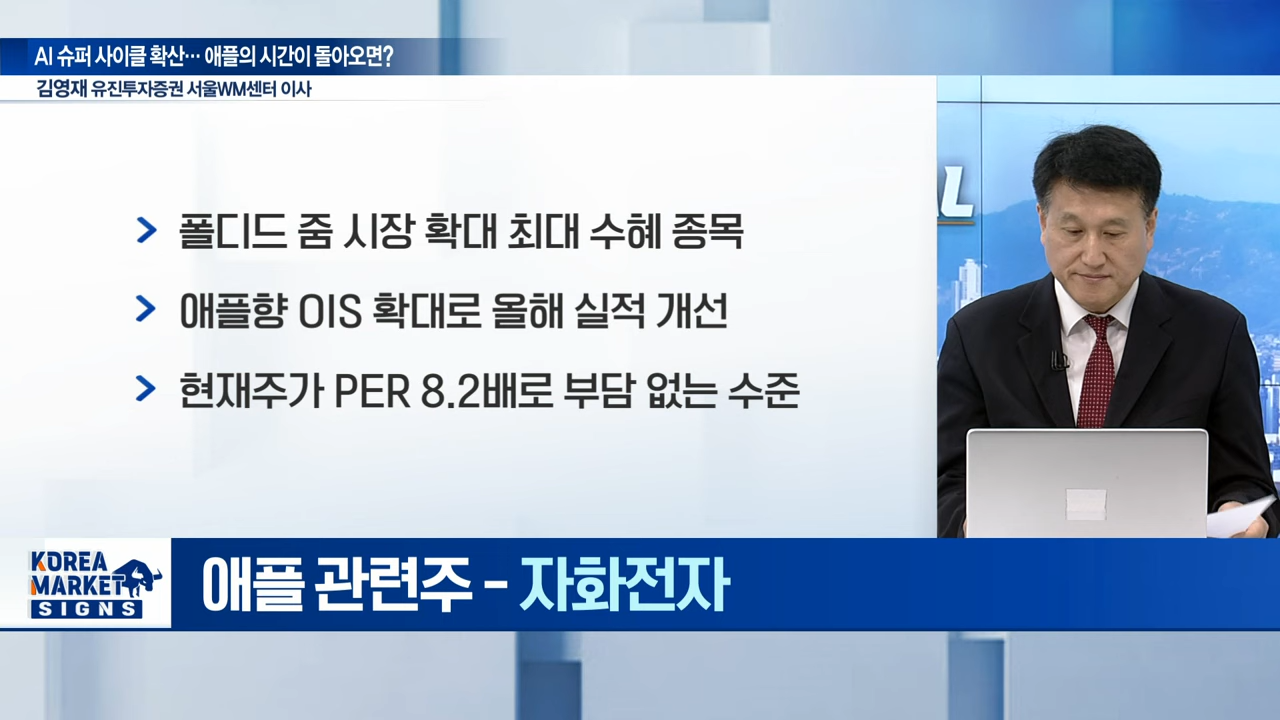 AI 슈퍼 사이클 확산… 애플의 시간이 돌아오면?
김영재 유진투자증권 서울WM센터 이사
폴디드 줌 시장 확대 최대 수혜 종목
애플향 OIS 확대로 올해 실적 개선
현재주가 PER 8.2배로 부담 없는 수준
KOREA
MARKET
SIGNS
애플 관련주 - 자화전자